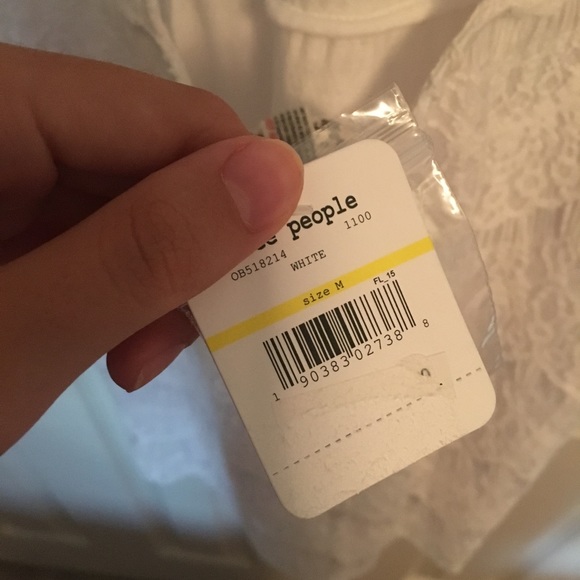 people
OB518214 1100
WHITE
size M
FL_15
1 90383 02738 8